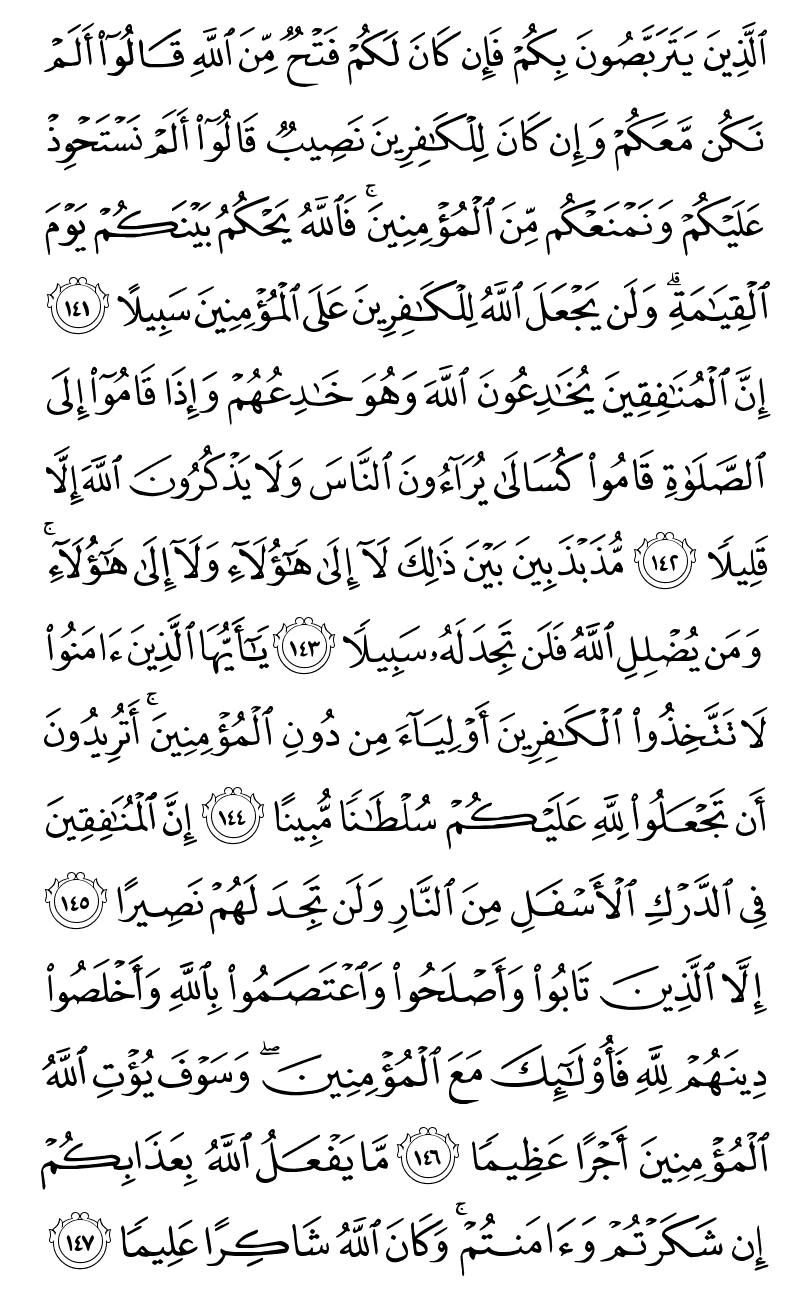 ٱلَّذِينَ يَتَرَبَّصُونَ بِكُمۡ فَإِن كَانَ لَكُمۡ فَتۡحٞ مِّنَ ٱللَّهِ قَالُوٓاْ أَلَمۡ
نَكُن مَّعَكُمۡ وَإِن كَانَ لِلۡكَٰفِرِينَ نَصِيبٞ قَالُوٓاْ أَلَمۡ نَسۡتَحۡوِذۡ
عَلَيۡكُمۡ وَنَمۡنَعۡكُم مِّنَ ٱلۡمُؤۡمِنِينَۚ فَٱللَّهُ يَحۡكُمُ بَيۡنَكُمۡ يَوۡمَ
ٱلۡقِيَٰمَةِۗ وَلَن يَجۡعَلَ ٱللَّهُ لِلۡكَٰفِرِينَ عَلَى ٱلۡمُؤۡمِنِينَ سَبِيلًا ١٤١
إِنَّ ٱلۡمُنَٰفِقِينَ يُخَٰدِعُونَ ٱللَّهَ وَهُوَ خَٰدِعُهُمۡ وَإِذَا قَامُوٓاْ إِلَى
ٱلصَّلَوٰةِ قَامُواْ كُسَالَىٰ يُرَآءُونَ ٱلنَّاسَ وَلَا يَذۡكُرُونَ ٱللَّهَ إِلَّا
قَلِيلٗا ١٤٢ مُّذَبۡذَبِينَ بَيۡنَ ذَٰلِكَ لَآ إِلَىٰ هَٰٓؤُلَآءِ وَلَآ إِلَىٰ هَٰٓؤُلَآءِۚ
وَمَن يُضۡلِلِ ٱللَّهُ فَلَن تَجِدَ لَهُۥ سَبِيلٗا ١٤٣ يَٰٓأَيُّهَا ٱلَّذِينَ ءَامَنُواْ
لَا تَتَّخِذُواْ ٱلۡكَٰفِرِينَ أَوۡلِيَآءَ مِن دُونِ ٱلۡمُؤۡمِنِينَۚ أَتُرِيدُونَ
أَن تَجۡعَلُواْ لِلَّهِ عَلَيۡكُمۡ سُلۡطَٰنٗا مُّبِينًا ١٤٤ إِنَّ ٱلۡمُنَٰفِقِينَ
فِي ٱلدَّرۡكِ ٱلۡأَسۡفَلِ مِنَ ٱلنَّارِ وَلَن تَجِدَ لَهُمۡ نَصِيرًا ١٤٥
إِلَّا ٱلَّذِينَ تَابُواْ وَأَصۡلَحُواْ وَٱعۡتَصَمُواْ بِٱللَّهِ وَأَخۡلَصُواْ
دِينَهُمۡ لِلَّهِ فَأُوْلَٰٓئِكَ مَعَ ٱلۡمُؤۡمِنِينَۖ وَسَوۡفَ يُؤۡتِ ٱللَّهُ
ٱلۡمُؤۡمِنِينَ أَجۡرًا عَظِيمٗا ١٤٦ مَّا يَفۡعَلُ ٱللَّهُ بِعَذَابِكُمۡ
إِن شَكَرۡتُمۡ وَءَامَنتُمۡۚ وَكَانَ ٱللَّهُ شَاكِرًا عَلِيمٗا ١٤٧